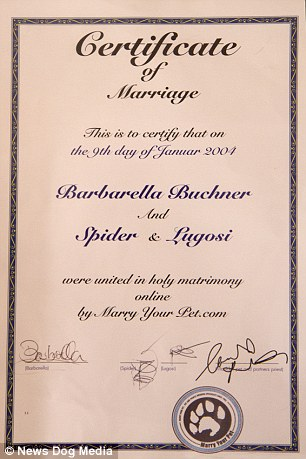 Certificate
of
Marriage
This is to certify that on
the 9th day of Januar 2004
Barbarella Buchner
And
Spider & Lugosi
were united in holy matrimony
online
by Marry Your Pet.com
Barbarella
(Barbarella)
(Spider)
(Lugosi)
Marry Your Pet
© News Dog Media